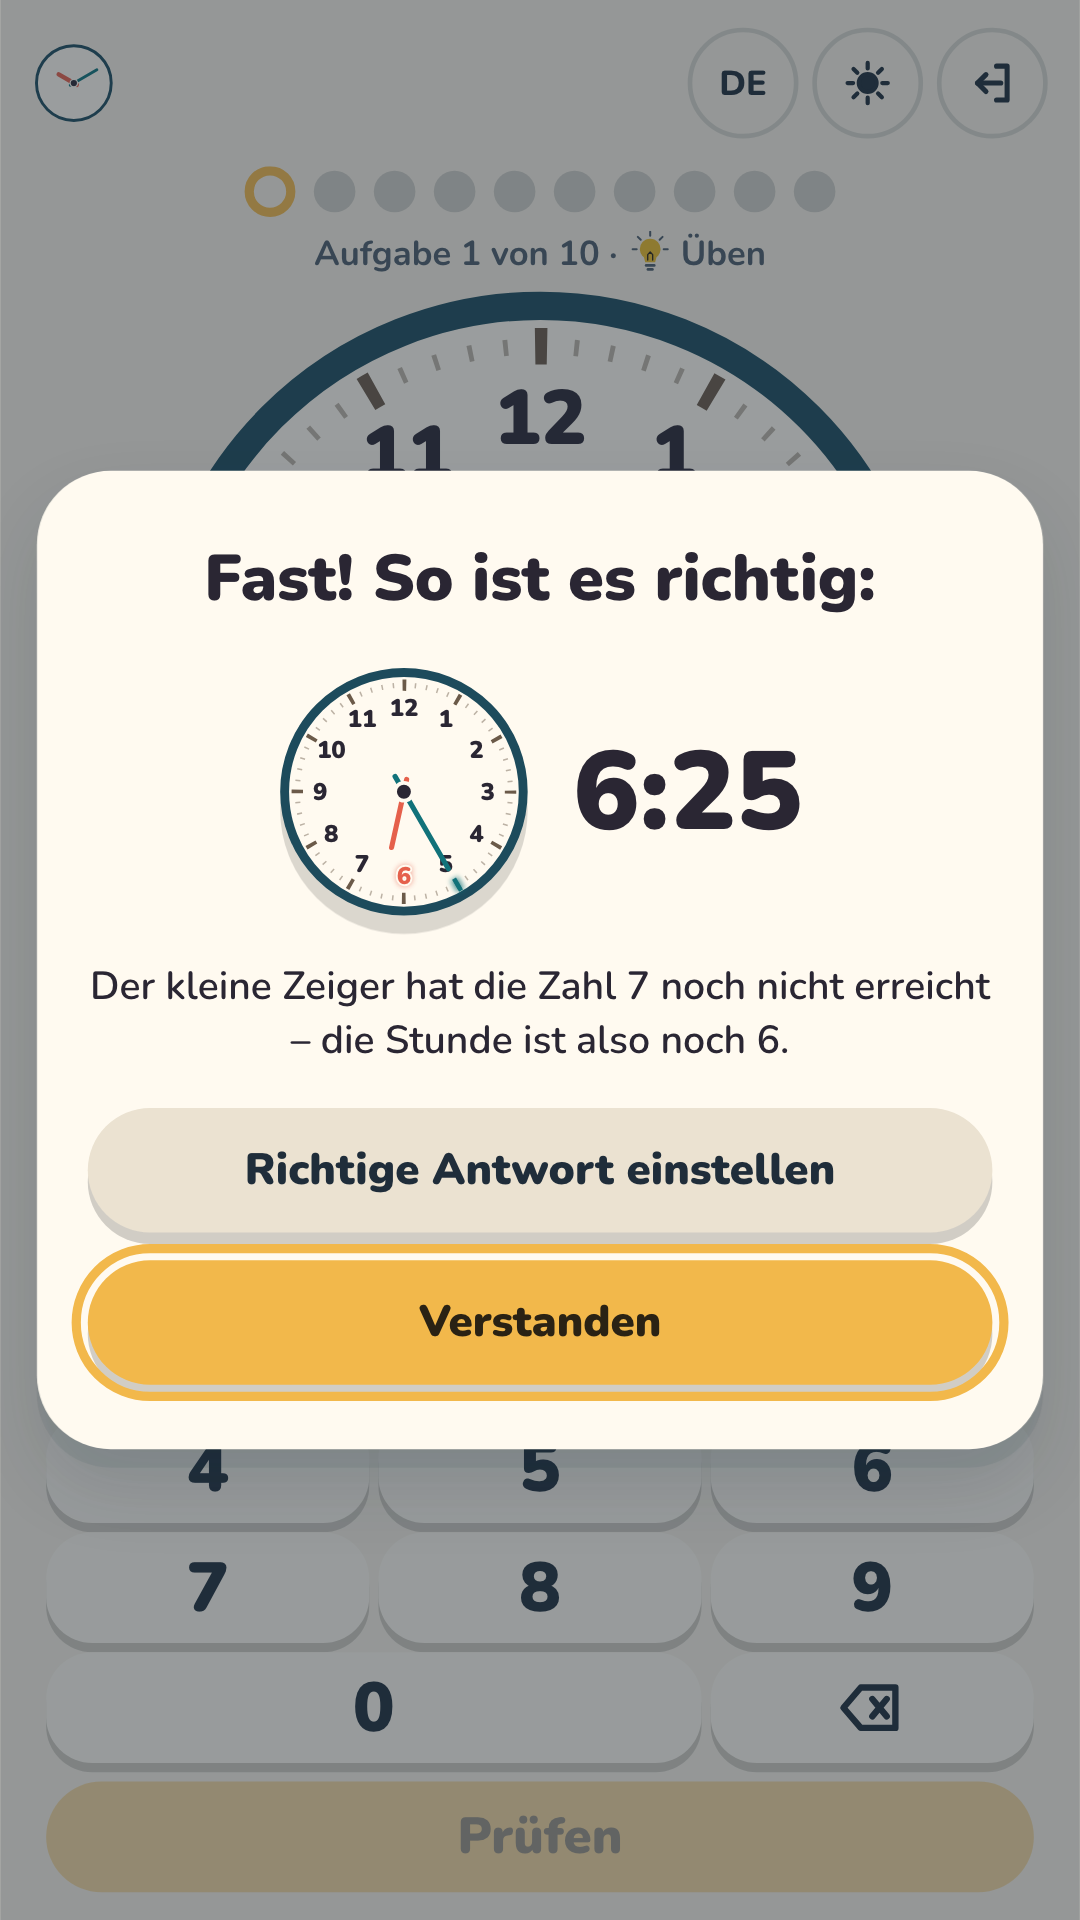 DE
Aufgabe 1 von 10 · Üben
12
11 1
Fast! So ist es richtig:
12
11 1
10 2
9 3
8 4
7 5
6
6:25
Der kleine Zeiger hat die Zahl 7 noch nicht erreicht
– die Stunde ist also noch 6.
Richtige Antwort einstellen
Verstanden
4 5 6
7 8 9
0
Prüfen